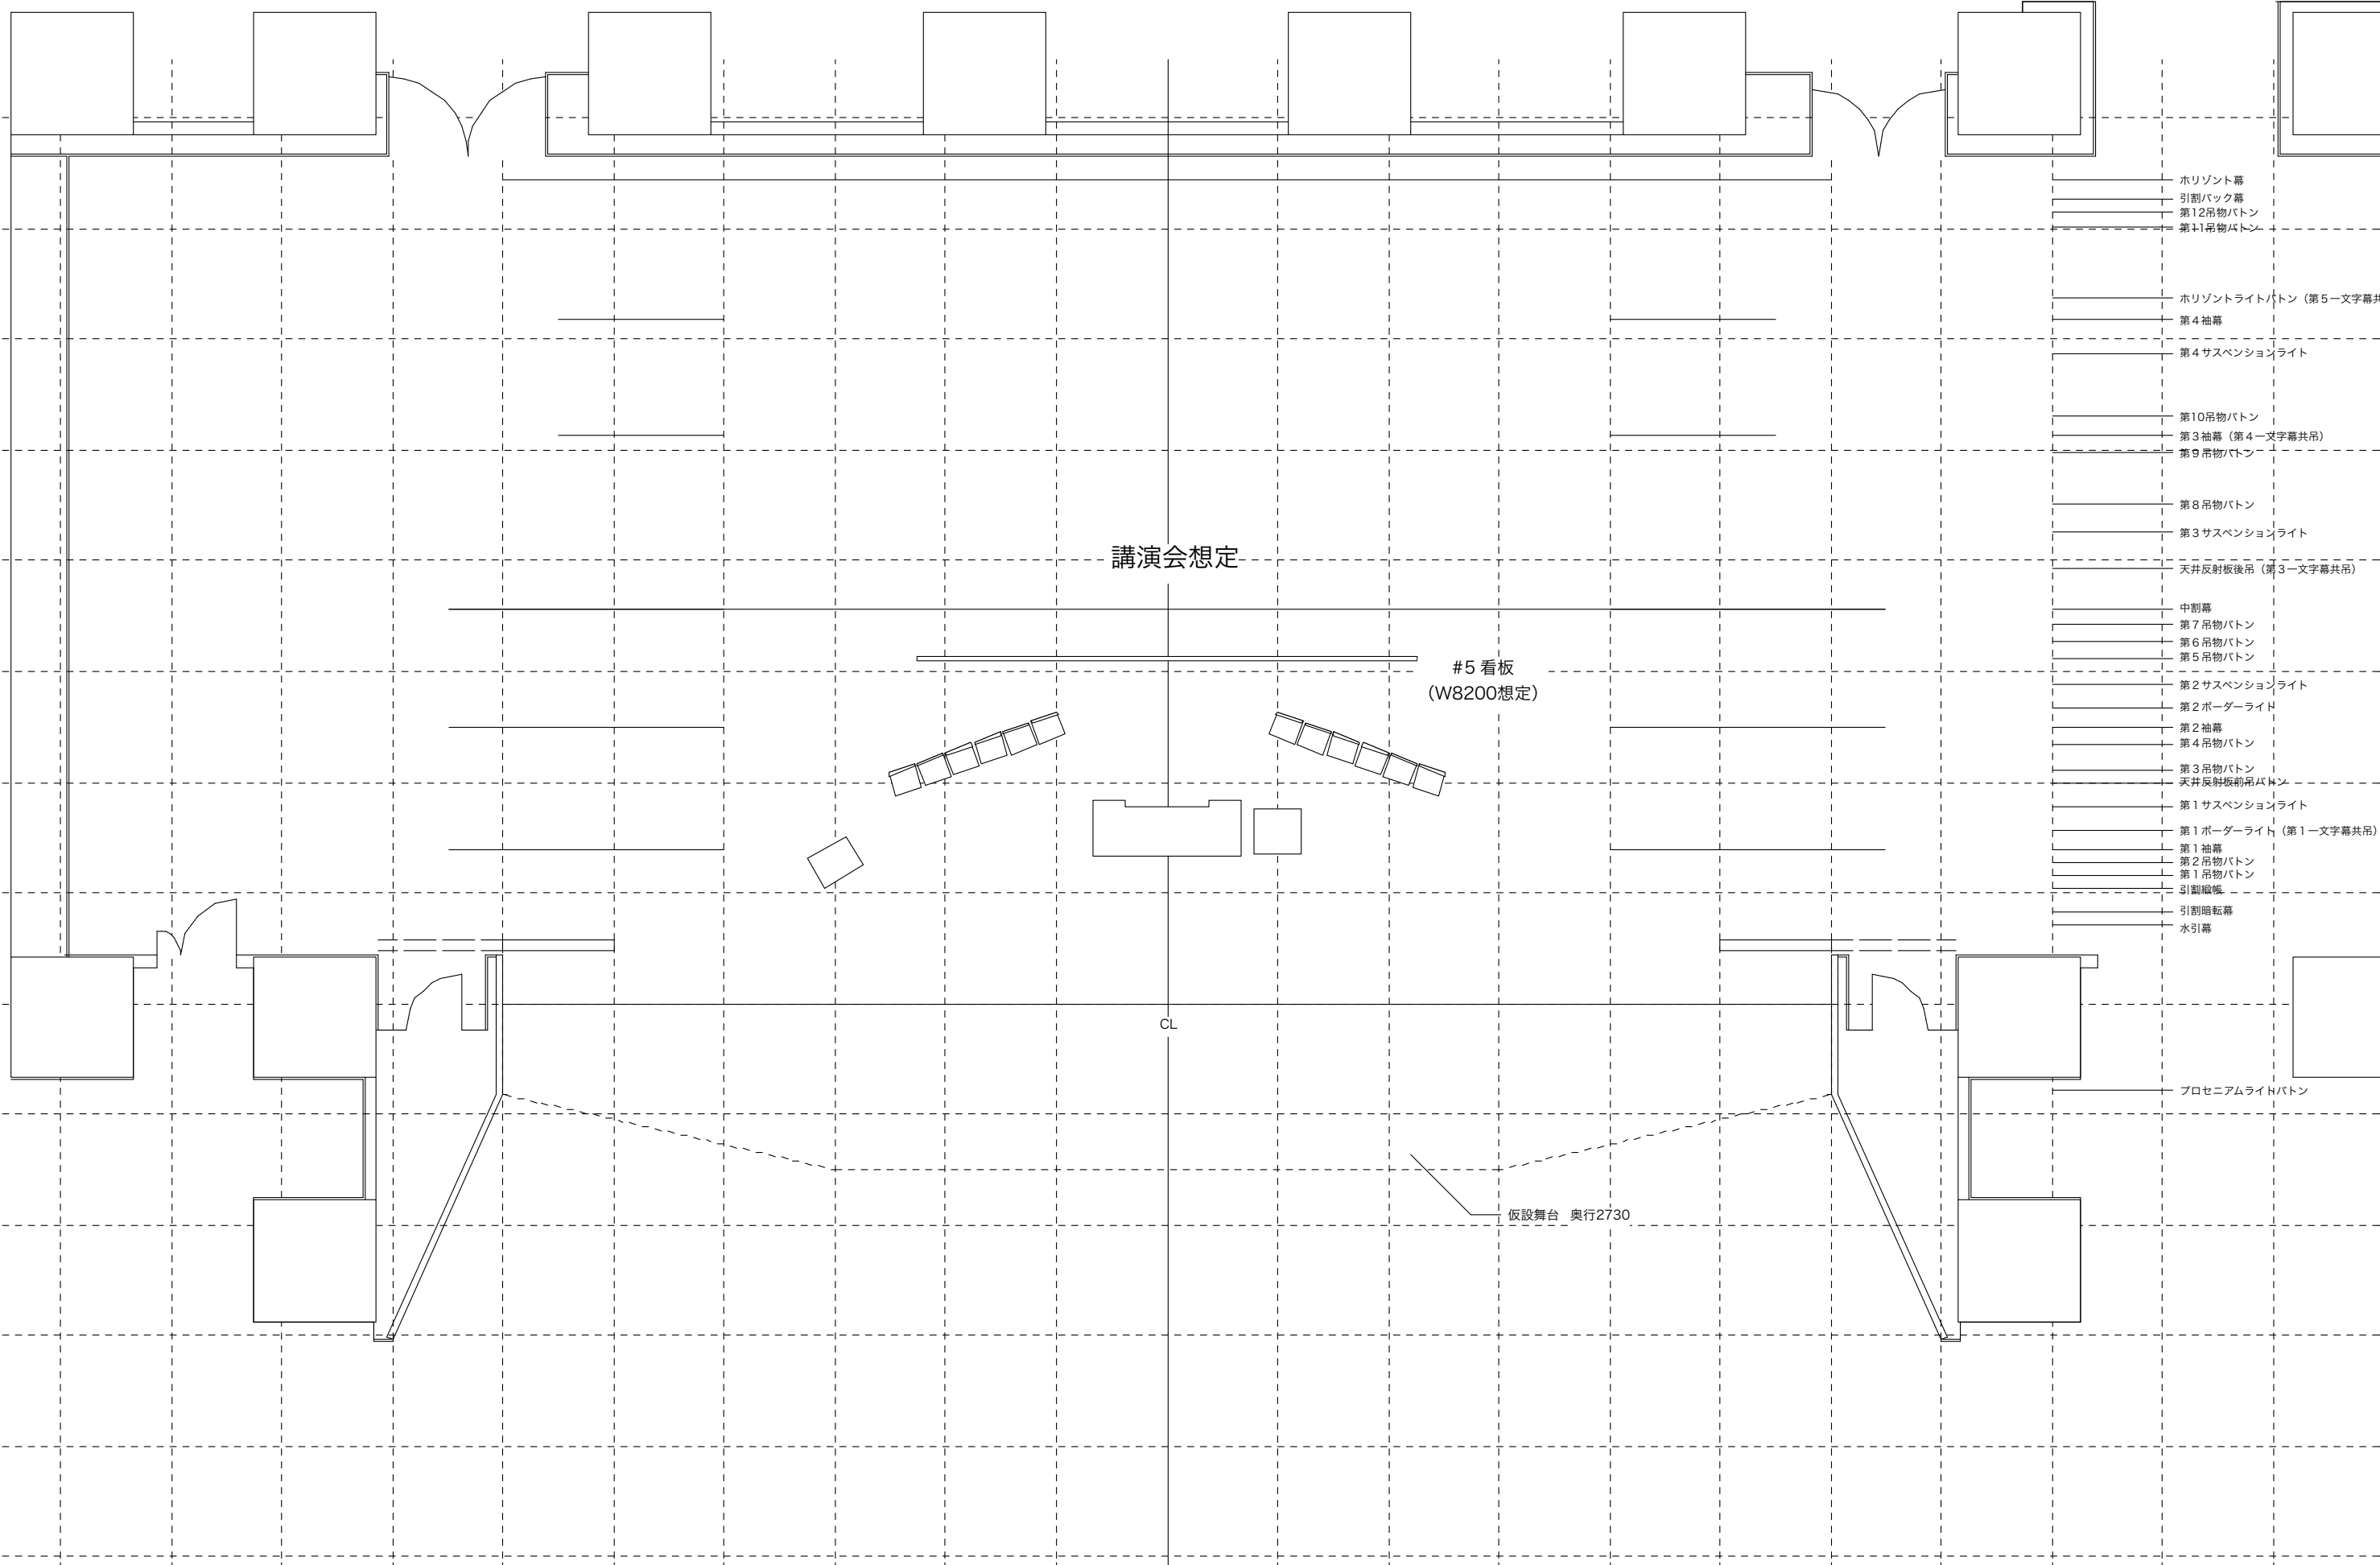 ホリゾント幕
引割バック幕
第12吊物バトン
第11吊物バトン
ホリゾントライトバトン（第５一文字幕共
第４袖幕
第４サスペンションライト
第10吊物バトン
第３袖幕（第４一文字幕共吊）
第９吊物バトン
第８吊物バトン
第３サスペンションライト
講演会想定
天井反射板後吊（第３一文字幕共吊）
中割幕
第７吊物バトン
第６吊物バトン
第５吊物バトン
#5 看板
（W8200想定）
第２サスペンションライト
第２ボーダーライト
第２袖幕
第４吊物バトン
第３吊物バトン
天井反射板前吊バトン
第１サスペンションライト
第１ボーダーライト（第１一文字幕共吊）
第１袖幕
第２吊物バトン
第１吊物バトン
引割緞帳
引割暗転幕
水引幕
CL
プロセニアムライトバトン
仮設舞台　奥行2730